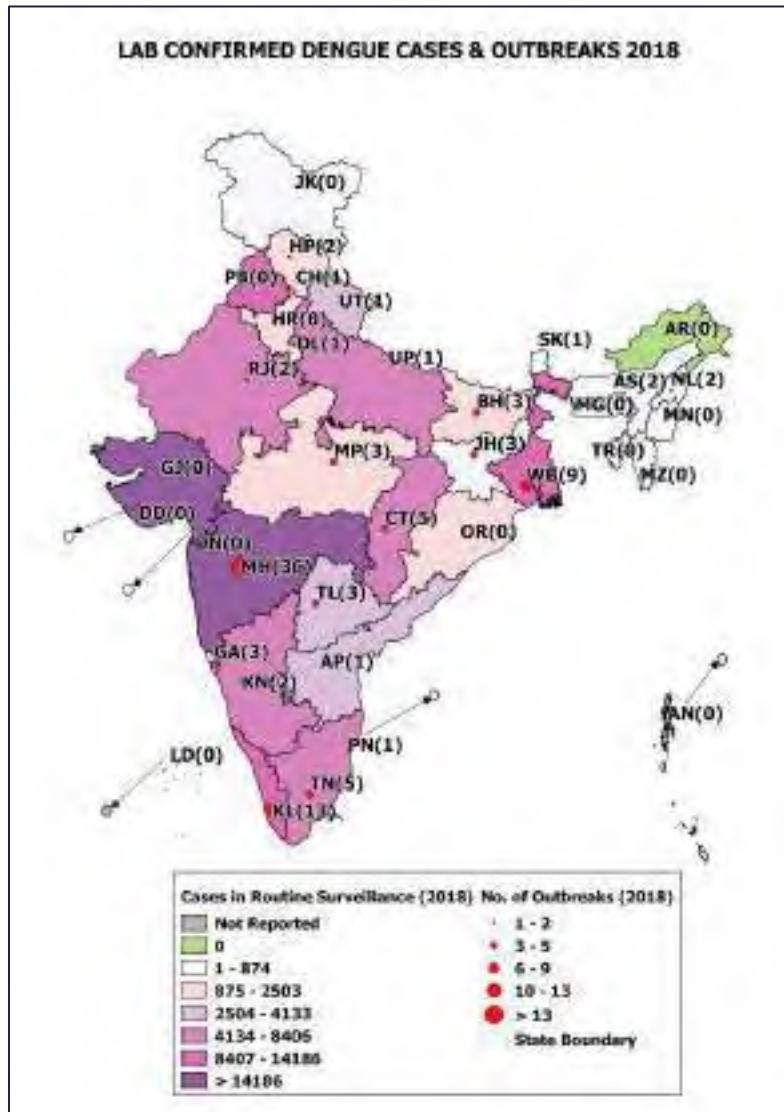 LAB CONFIRMED DENGUE CASES & OUTBREAKS 2018
JK(0)
HP(2)
PB(0)
CH(1)
UT(1)
HR(8)
DL(1)
RJ(2)
UP(1)
SK(1)
AR(0)
AS(2)
NL(2)
BH(3)
MG(0)
MN(0)
MP(3)
JH(3)
TR(0)
MZ(0)
GJ(0)
WB(9)
DD(0)
CT(5)
OR(0)
DN(0)
MH(36)
TL(3)
GA(3)
AP(1)
KN(2)
AN(0)
LD(0)
PN(1)
TN(5)
KL(13)
Cases in Routine Surveillance (2018)
Not Reported
0
1 - 874
875 - 2503
2504 - 4133
4134 - 8406
8407 - 14186
> 14186
No. of Outbreaks (2018)
1 - 2
3 - 5
6 - 9
10 - 13
> 13
State Boundary